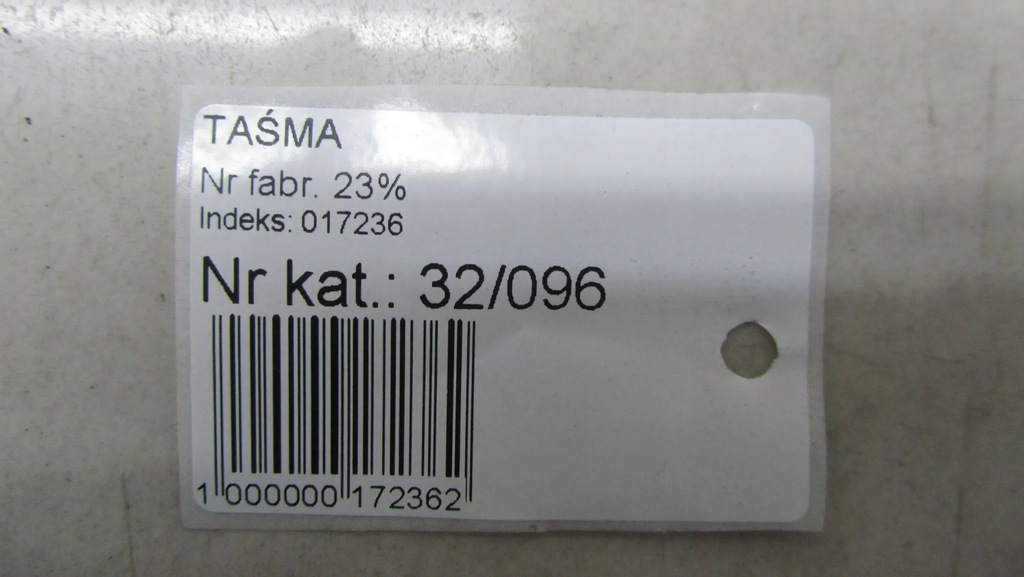 TAŚMA
Nr fabr. 23%
Indeks: 017236
Nr kat.: 32/096
1 000000 172362